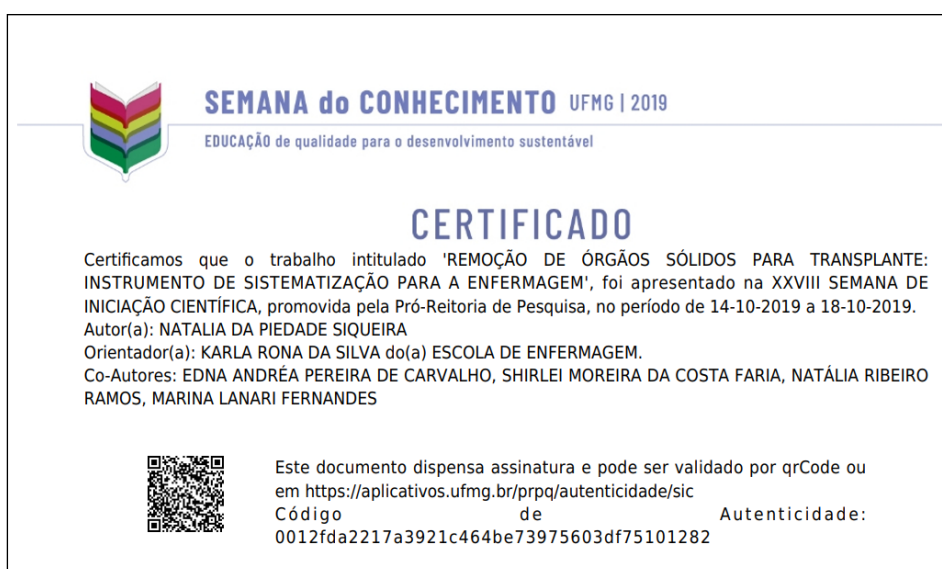 SEMANA do CONHECIMENTO UFMG | 2019
EDUCAÇÃO de qualidade para o desenvolvimento sustentável
CERTIFICADO
Certificamos que o trabalho intitulado 'REMOÇÃO DE ÓRGÃOS SÓLIDOS PARA TRANSPLANTE:
INSTRUMENTO DE SISTEMATIZAÇÃO PARA A ENFERMAGEM', foi apresentado na XXVIII SEMANA DE
INICIAÇÃO CIENTÍFICA, promovida pela Pró-Reitoria de Pesquisa, no período de 14-10-2019 a 18-10-2019.
Autor(a): NATALIA DA PIEDADE SIQUEIRA
Orientador(a): KARLA RONA DA SILVA do(a) ESCOLA DE ENFERMAGEM.
Co-Autores: EDNA ANDRÉA PEREIRA DE CARVALHO, SHIRLEI MOREIRA DA COSTA FARIA, NATÁLIA RIBEIRO
RAMOS, MARINA LANARI FERNANDES
Este documento dispensa assinatura e pode ser validado por qrCode ou
em https://aplicativos.ufmg.br/prpq/autenticidade/sic
Código de Autenticidade:
0012fda2217a3921c464be73975603df75101282